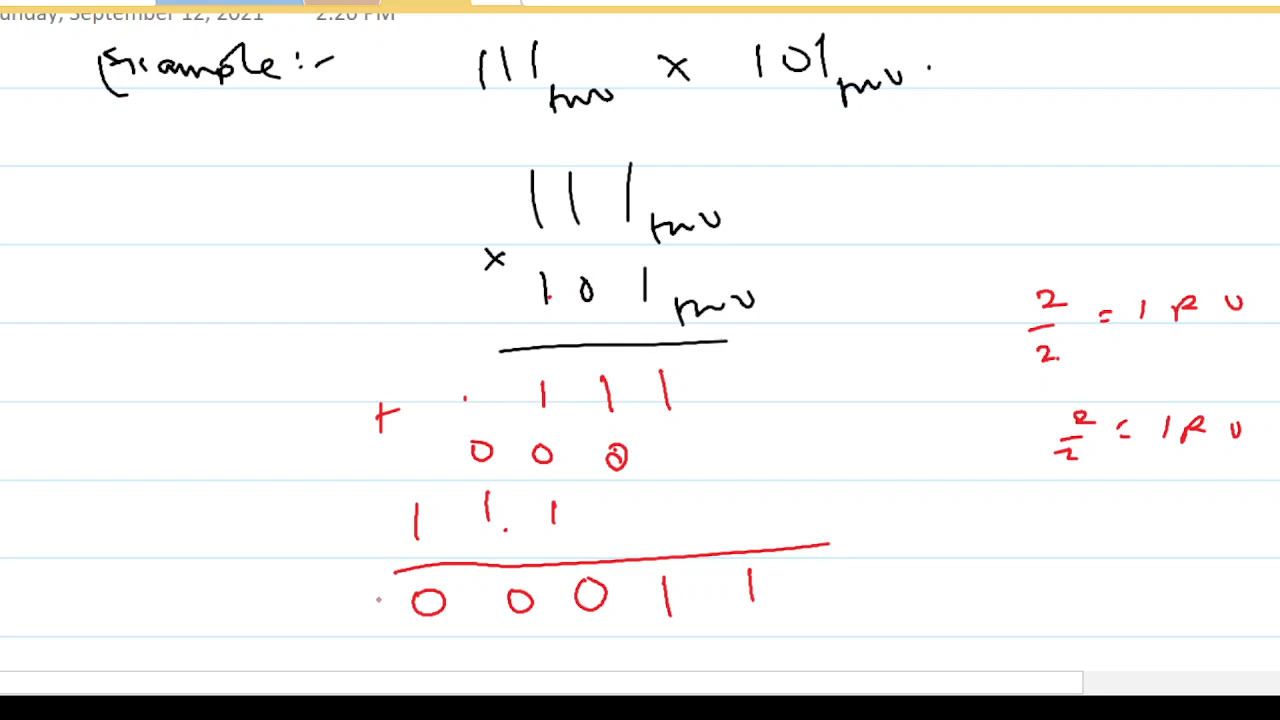 Sunday, September 12, 2021 2:20 PM
Example :- 111two x 101two .
111two
x 101two
+ 111
000
111
00011
2/2 = 1 R 0
2/2 = 1 R 0